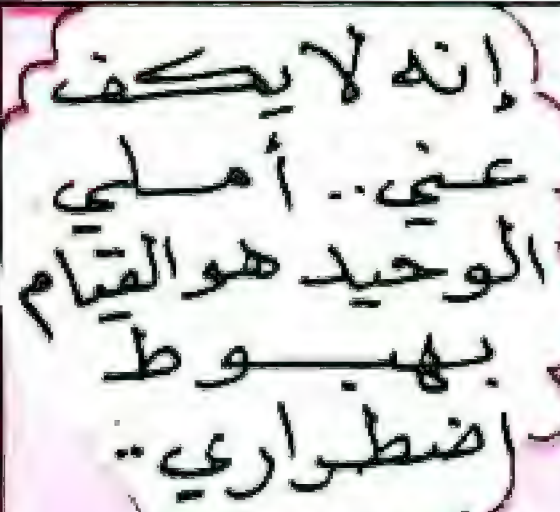 إنه لا يكف
عني.. أملي
الوحيد هو القيام
بهبوط
اضطراري..